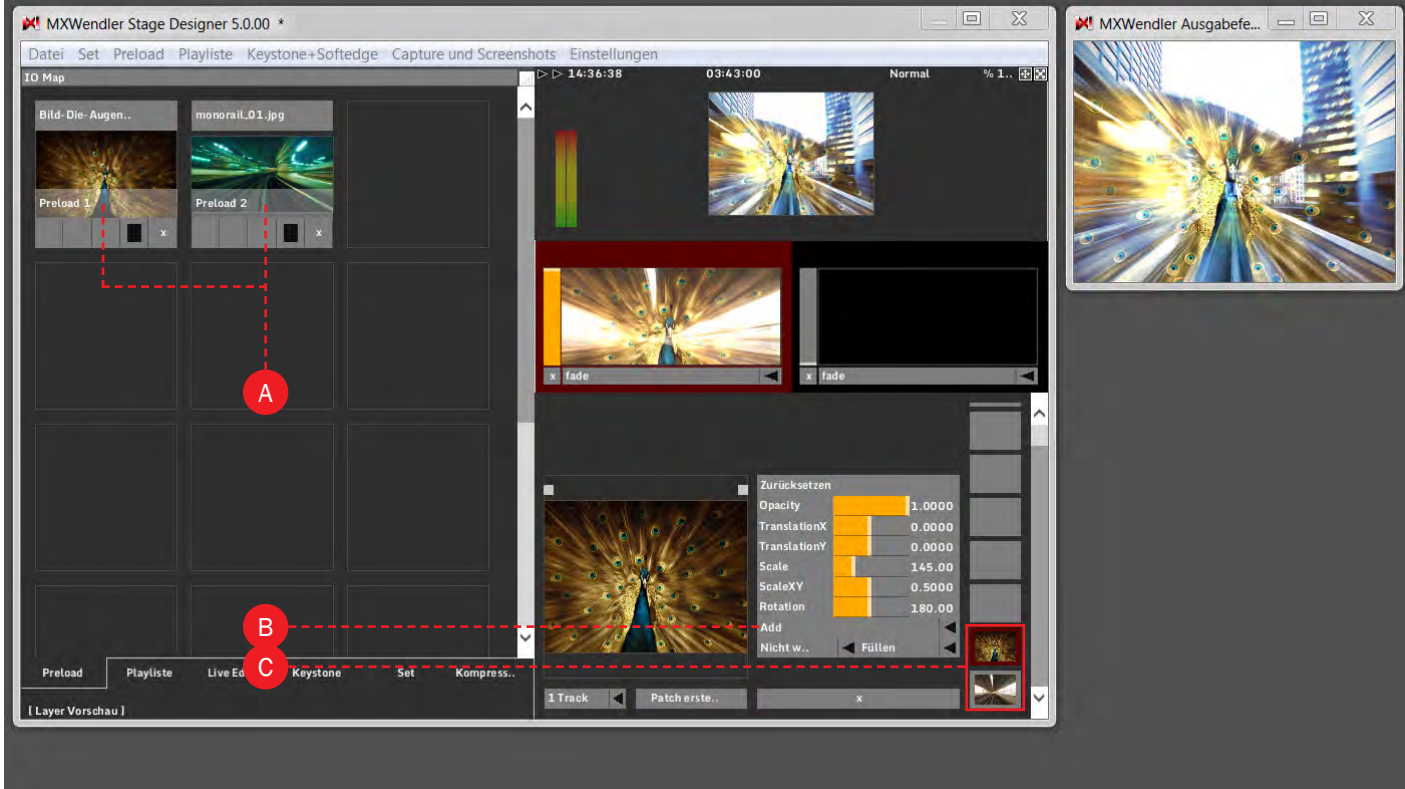 MXWendler Stage Designer 5.0.00 *
Datei Set Preload Playliste Keystone+Softedge Capture und Screenshots Einstellungen
IO Map
Bild-Die-Augen..
monorail_01.jpg
Preload 1
Preload 2
x
x
A
B
C
Preload Playliste Live Ed Keystone Set Kompress..
[ Layer Vorschau ]
14:36:38 03:43:00 Normal % 1..
x fade
x fade
Zurücksetzen
Opacity 1.0000
TranslationX 0.0000
TranslationY 0.0000
Scale 145.00
ScaleXY 0.5000
Rotation 180.00
Add
Nicht w.. Füllen
1 Track Patch erste.. x
MXWendler Ausgabefe...